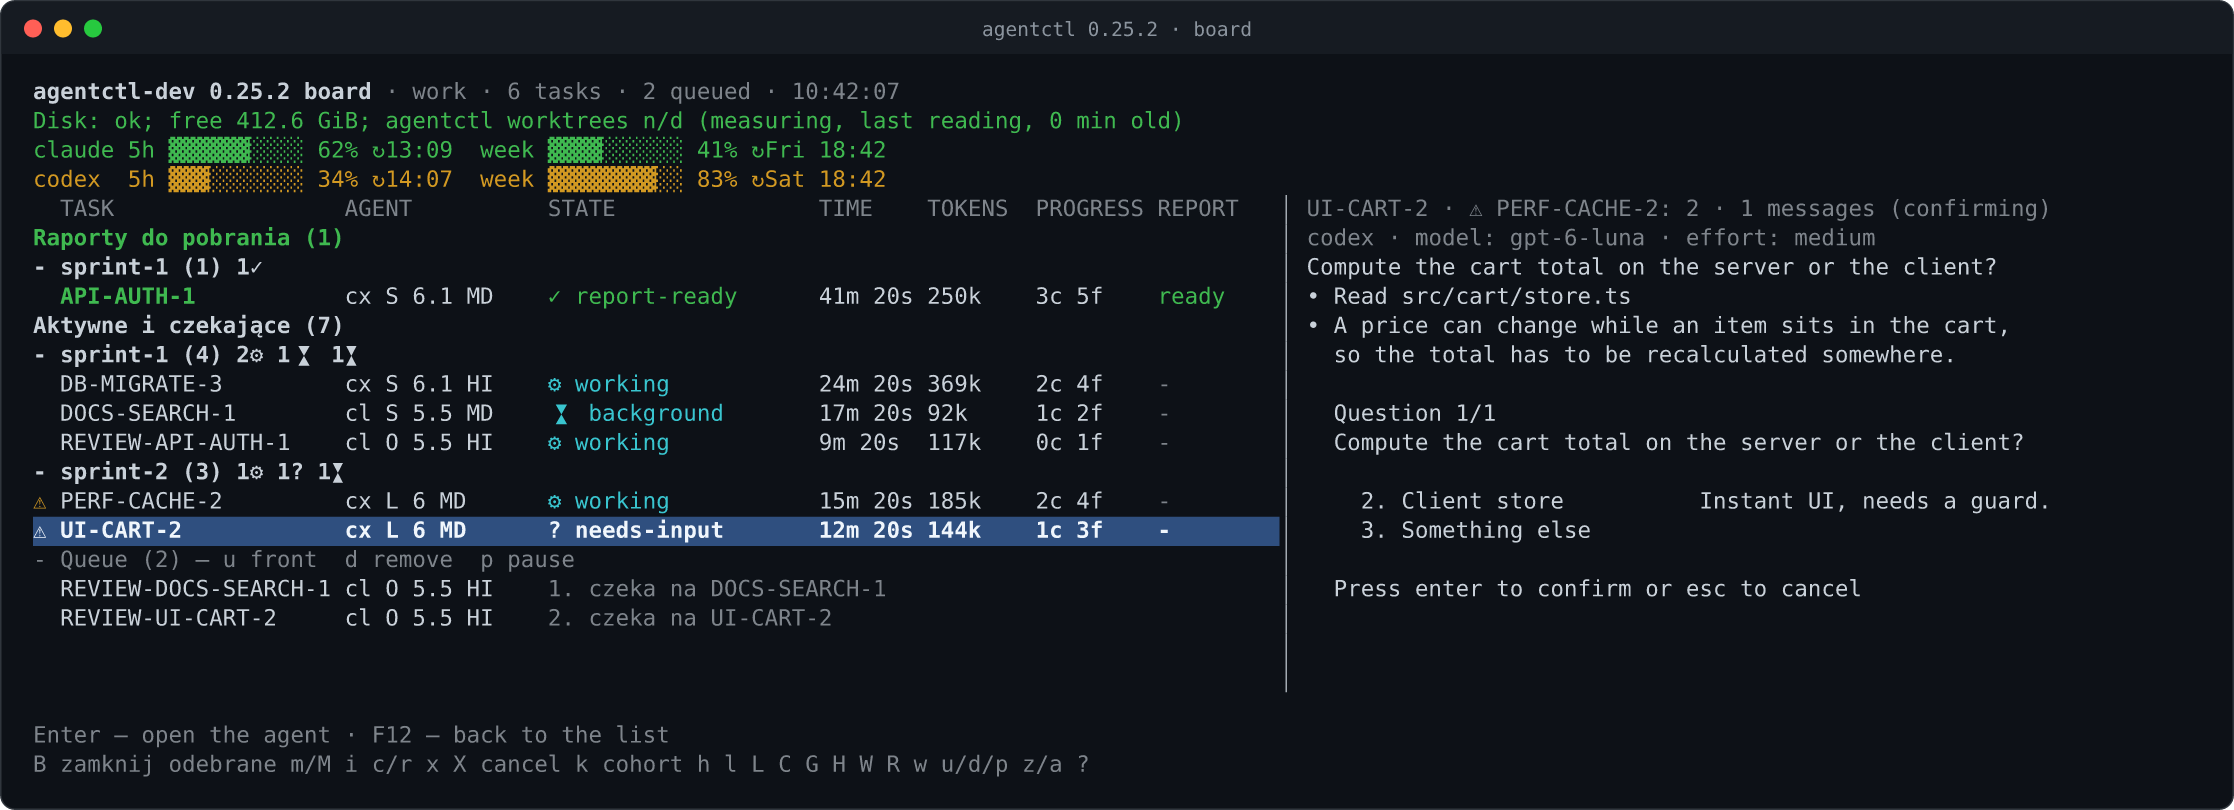 agentctl 0.25.2 · board
agentctl-dev 0.25.2 board · work · 6 tasks · 2 queued · 10:42:07
Disk: ok; free 412.6 GiB; agentctl worktrees n/d (measuring, last reading, 0 min old)
claude 5h ▓▓▓▓▓▓░░░░ 62% ↻13:09  week ▓▓▓▓░░░░░░ 41% ↻Fri 18:42
codex  5h ▓▓▓░░░░░░░ 34% ↻14:07  week ▓▓▓▓▓▓▓▓░░ 83% ↻Sat 18:42
TASK AGENT STATE TIME TOKENS PROGRESS REPORT
Raporty do pobrania (1)
- sprint-1 (1) 1✓
API-AUTH-1 cx S 6.1 MD ✓ report-ready 41m 20s 250k 3c 5f ready
Aktywne i czekające (7)
- sprint-1 (4) 2⚙ 1⧗ 1⧗
DB-MIGRATE-3 cx S 6.1 HI ⚙ working 24m 20s 369k 2c 4f -
DOCS-SEARCH-1 cl S 5.5 MD ⧗ background 17m 20s 92k 1c 2f -
REVIEW-API-AUTH-1 cl O 5.5 HI ⚙ working 9m 20s 117k 0c 1f -
- sprint-2 (3) 1⚙ 1? 1⧗
⚠ PERF-CACHE-2 cx L 6 MD ⚙ working 15m 20s 185k 2c 4f -
⚠ UI-CART-2 cx L 6 MD ? needs-input 12m 20s 144k 1c 3f -
- Queue (2) — u front  d remove  p pause
REVIEW-DOCS-SEARCH-1 cl O 5.5 HI 1. czeka na DOCS-SEARCH-1
REVIEW-UI-CART-2 cl O 5.5 HI 2. czeka na UI-CART-2
UI-CART-2 · ⚠ PERF-CACHE-2: 2 · 1 messages (confirming)
codex · model: gpt-6-luna · effort: medium
Compute the cart total on the server or the client?
• Read src/cart/store.ts
• A price can change while an item sits in the cart,
so the total has to be recalculated somewhere.
Question 1/1
Compute the cart total on the server or the client?
2. Client store Instant UI, needs a guard.
3. Something else
Press enter to confirm or esc to cancel
Enter — open the agent · F12 — back to the list
B zamknij odebrane m/M i c/r x X cancel k cohort h l L C G H W R w u/d/p z/a ?